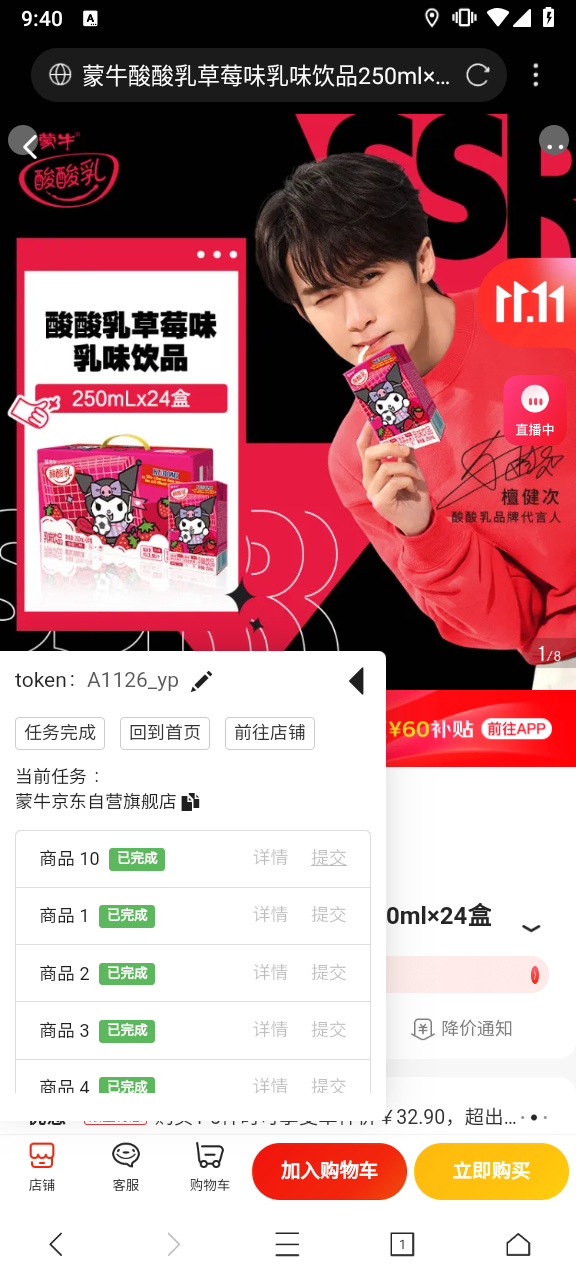 9:40 A
蒙牛酸酸乳草莓味乳味饮品250ml×...
蒙牛
酸酸乳
SSR
酸酸乳草莓味
乳味饮品
250mLx24盒
11.11
直播中
檀健次
酸酸乳品牌代言人
1/8
token： A1126_yp
¥60补贴 前往APP
任务完成 回到首页 前往店铺
当前任务：
蒙牛京东自营旗舰店
商品 10 已完成 详情 提交
商品 1 已完成 详情 提交
0ml×24盒
商品 2 已完成 详情 提交
商品 3 已完成 详情 提交
降价通知
商品 4 已完成 详情 提交
￥32.90，超出...
店铺 客服 购物车 加入购物车 立即购买
1